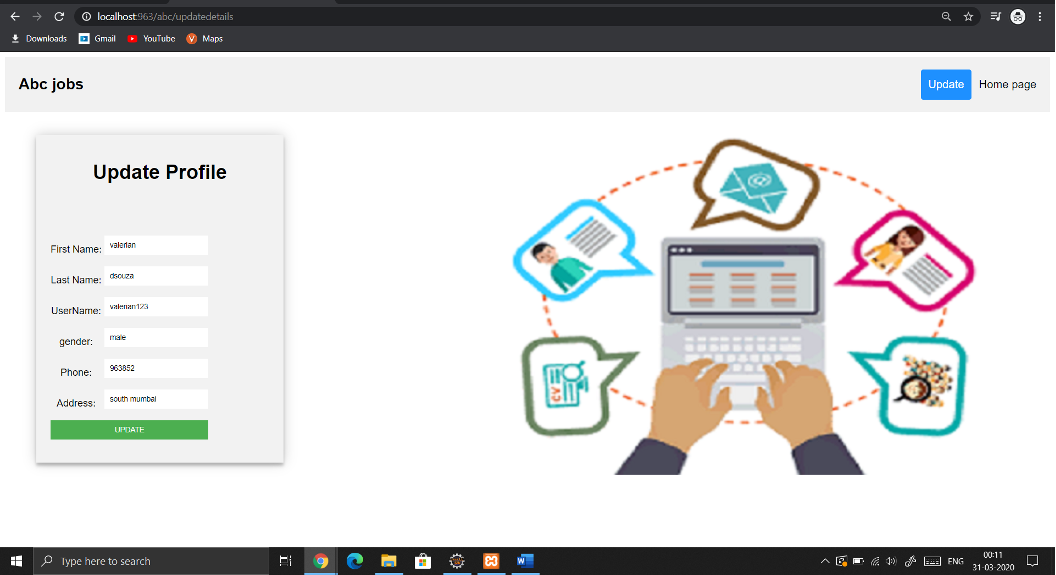 localhost:963/abc/updatedetails
Downloads Gmail YouTube Maps
Abc jobs
Update Home page
Update Profile
First Name: valerian
Last Name: dsouza
UserName: valerian123
gender: male
Phone: 963852
Address: south mumbai
UPDATE
@
CV
Type here to search
ENG
00:11
31-03-2020